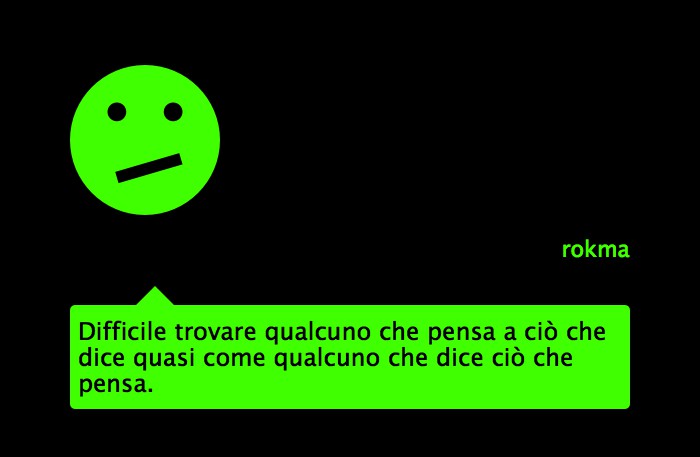 rokma
Difficile trovare qualcuno che pensa a ciò che
dice quasi come qualcuno che dice ciò che
pensa.